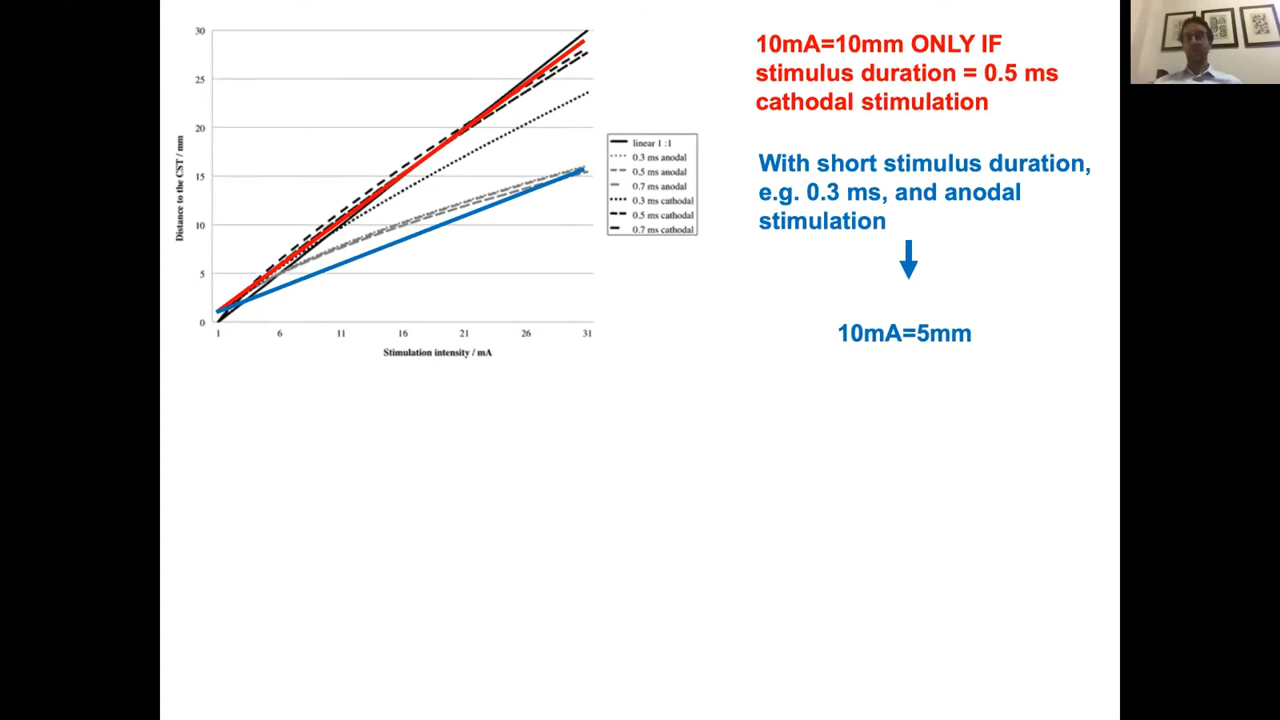 30
25
20
15
10
5
0
Distance to the CST / mm
1 6 11 16 21 26 31
Stimulation intensity / mA
linear 1 :1
0.3 ms anodal
0.5 ms anodal
0.7 ms anodal
0.3 ms cathodal
0.5 ms cathodal
0.7 ms cathodal
10mA=10mm ONLY IF
stimulus duration = 0.5 ms
cathodal stimulation
With short stimulus duration,
e.g. 0.3 ms, and anodal
stimulation
10mA=5mm